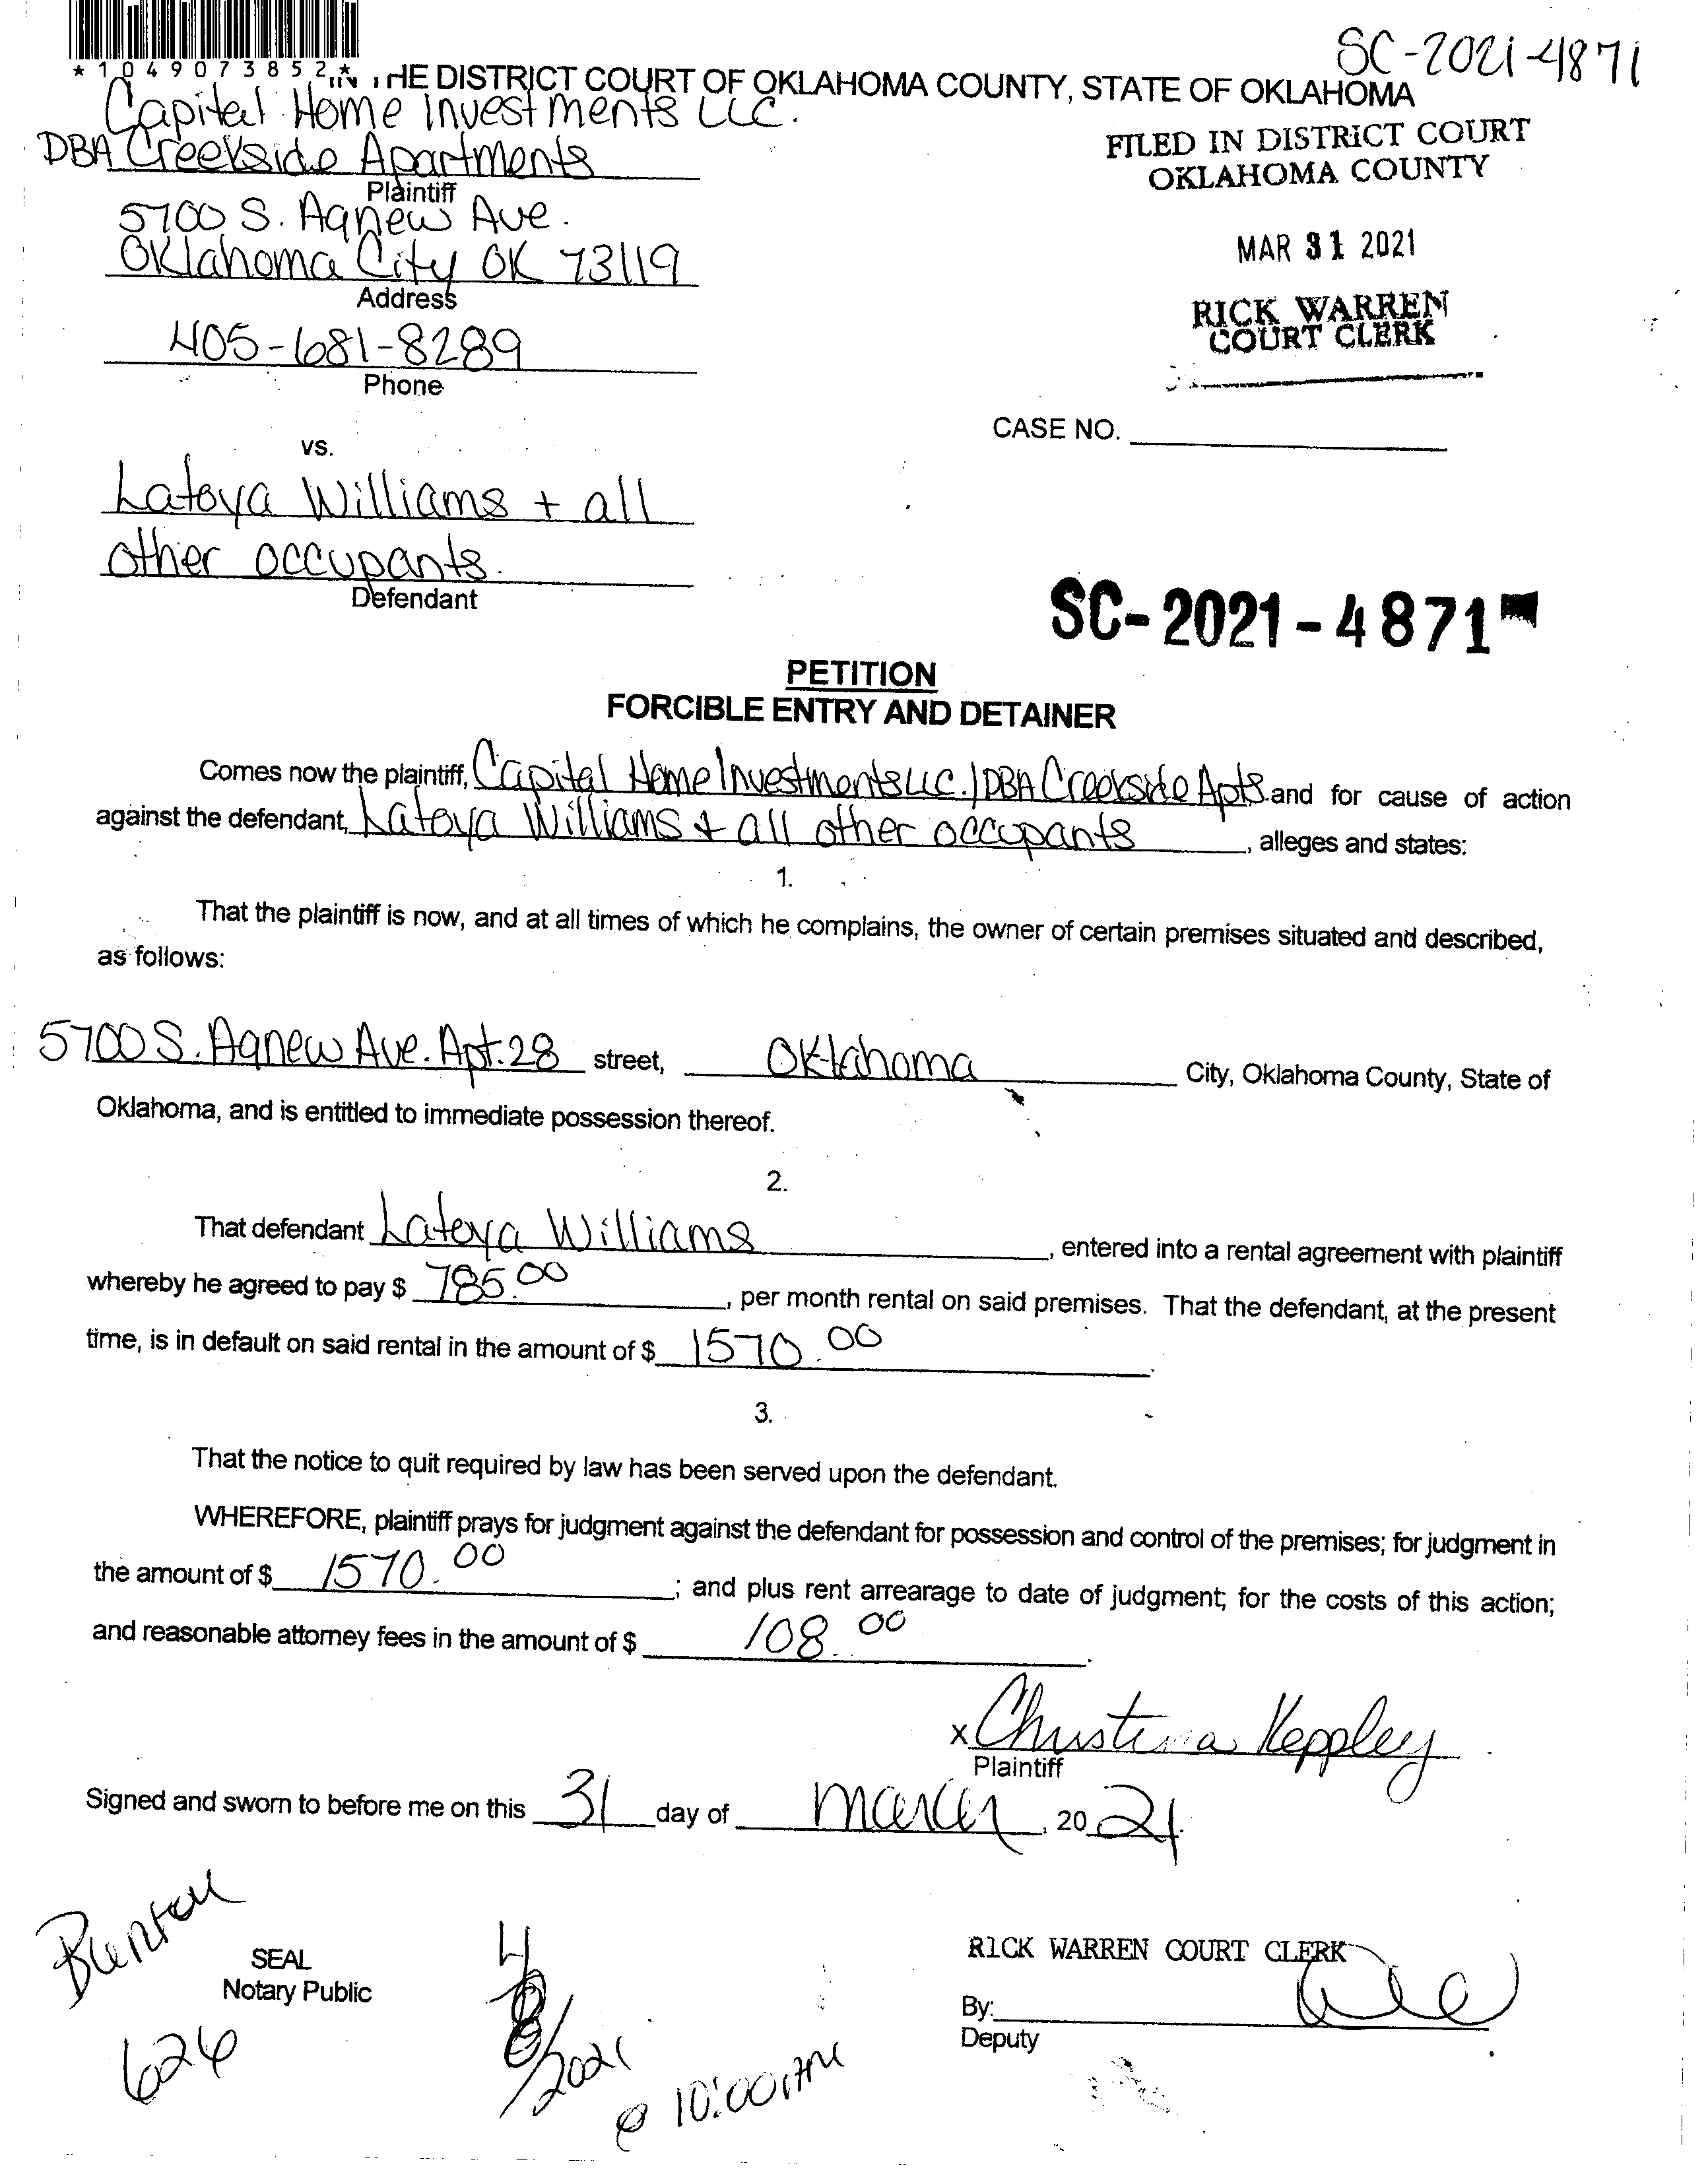 *1049073852*
SC-2021-4871
IN THE DISTRICT COURT OF OKLAHOMA COUNTY, STATE OF OKLAHOMA
Capital Home Investments LLC.
DBA Creekside Apartments
Plaintiff
FILED IN DISTRICT COURT
OKLAHOMA COUNTY
5700 S. Agnew Ave.
Oklahoma City OK 73119
Address
MAR 31 2021
405-681-8289
Phone
RICK WARREN
COURT CLERK
CASE NO.
vs.
Latoya Williams + all
other occupants.
Defendant
SC-2021-4871
PETITION
FORCIBLE ENTRY AND DETAINER
Comes now the plaintiff, Capital Home Investments LLC. / DBA Creekside Apts. and for cause of action
against the defendant, Latoya Williams + all other occupants, alleges and states:
1.
That the plaintiff is now, and at all times of which he complains, the owner of certain premises situated and described,
as follows:
5700 S. Agnew Ave. Apt. 28 street, Oklahoma City, Oklahoma County, State of
Oklahoma, and is entitled to immediate possession thereof.
2.
That defendant Latoya Williams, entered into a rental agreement with plaintiff
whereby he agreed to pay $ 785.00, per month rental on said premises. That the defendant, at the present
time, is in default on said rental in the amount of $ 1570.00.
3.
That the notice to quit required by law has been served upon the defendant.
WHEREFORE, plaintiff prays for judgment against the defendant for possession and control of the premises; for judgment in
the amount of $ 1570.00; and plus rent arrearage to date of judgment; for the costs of this action;
and reasonable attorney fees in the amount of $ 108.00.
x Christina Keppley
Plaintiff
Signed and sworn to before me on this 31 day of March, 2021.
Burton
626
SEAL
Notary Public
4/ /2021
@ 10:00AM
RICK WARREN COURT CLERK
By:
Deputy